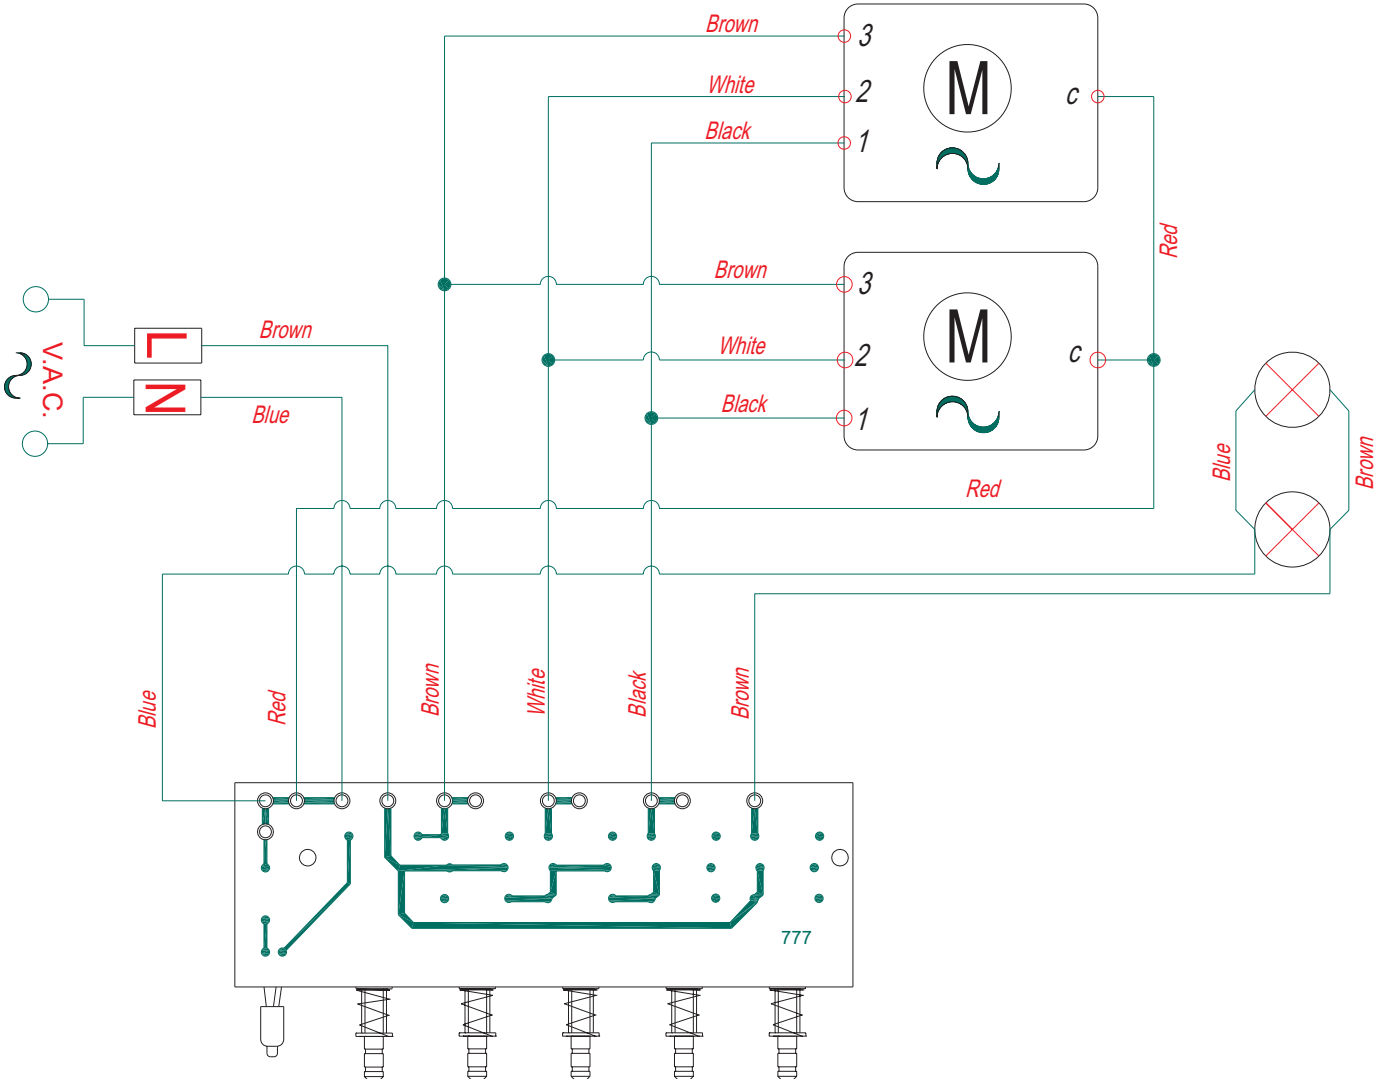 Brown
3
M
White
2
c
Black
1
Red
Brown
3
M
V.A.C.
L
Brown
White
2
c
N
Blue
Black
1
Blue
Brown
Red
Blue
Red
Brown
White
Black
Brown
777